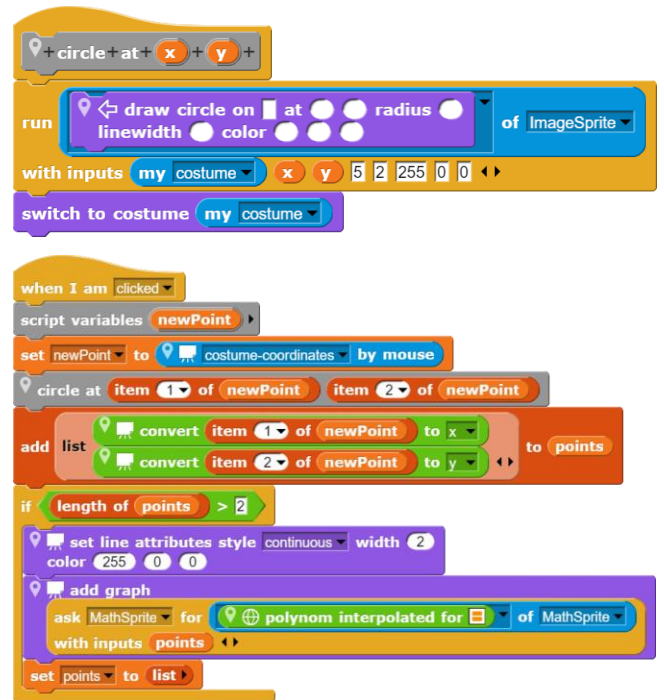 +circle+at+ x + y +
run draw circle on at radius linewidth color of ImageSprite
with inputs my costume x y 5 2 255 0 0
switch to costume my costume
when I am clicked
script variables newPoint
set newPoint to costume-coordinates by mouse
circle at item 1 of newPoint item 2 of newPoint
add list convert item 1 of newPoint to x
convert item 2 of newPoint to y to points
if length of points > 2
set line attributes style continuous width 2
color 255 0 0
add graph
ask MathSprite for polynom interpolated for of MathSprite
with inputs points
set points to list